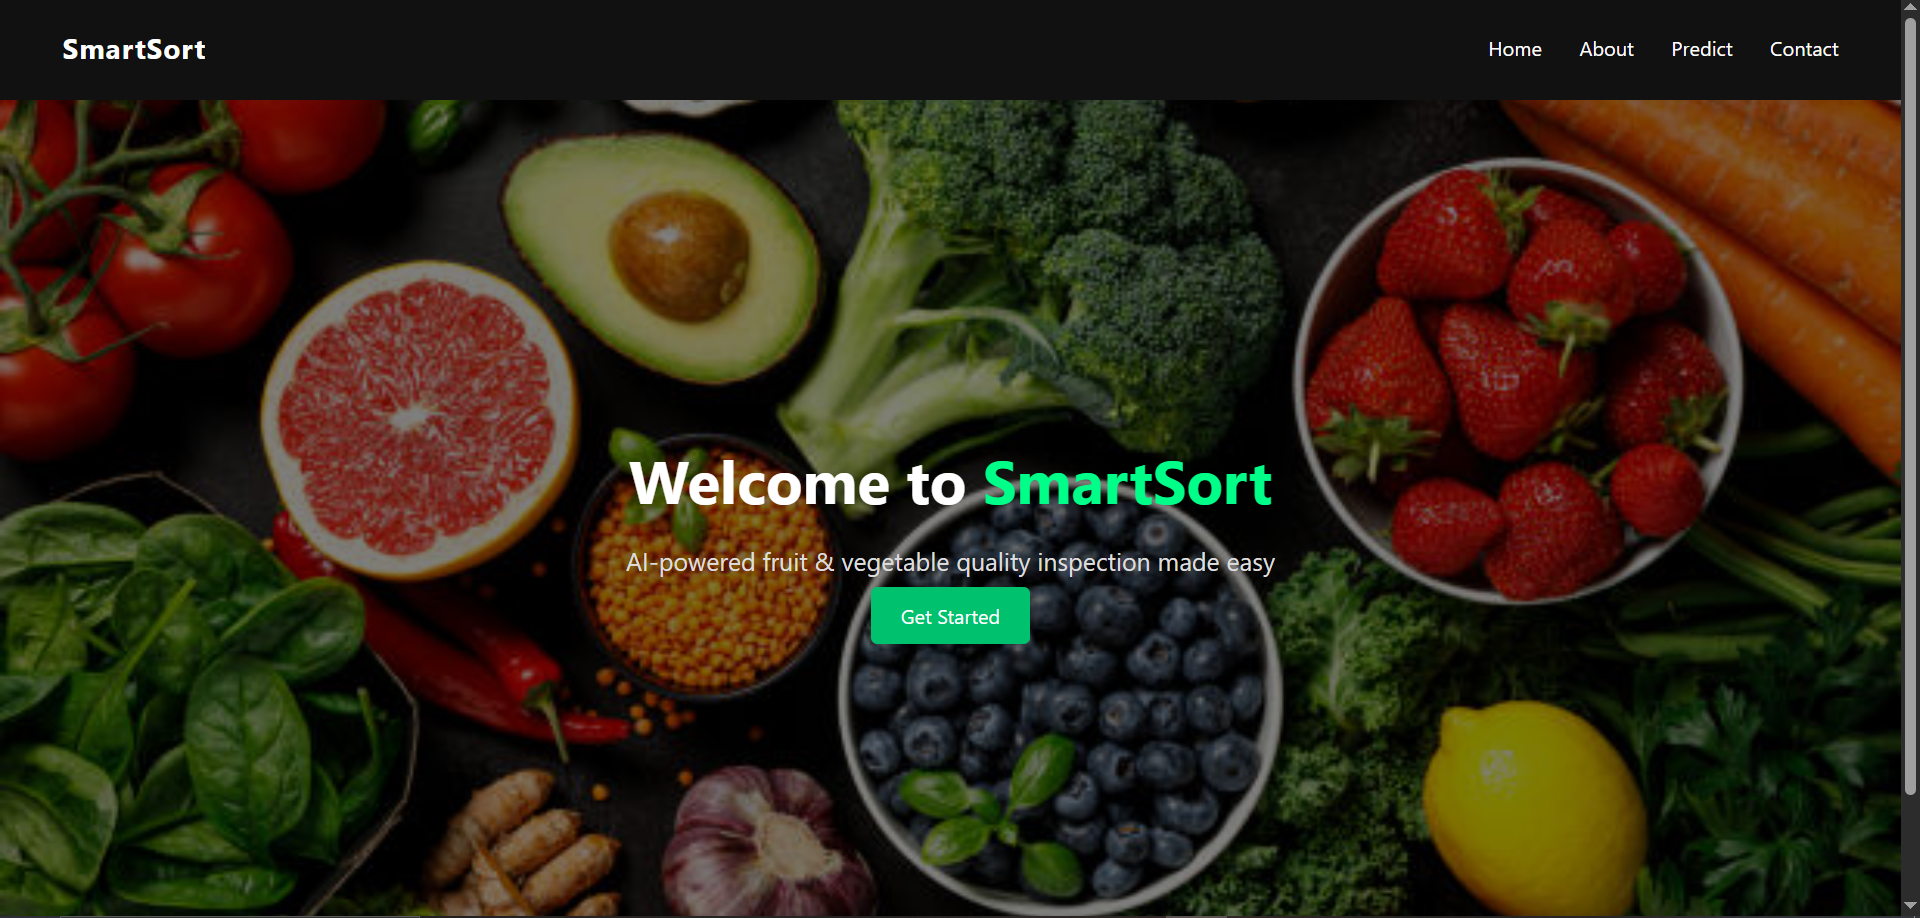 SmartSort
Home About Predict Contact
Welcome to SmartSort
AI-powered fruit & vegetable quality inspection made easy
Get Started